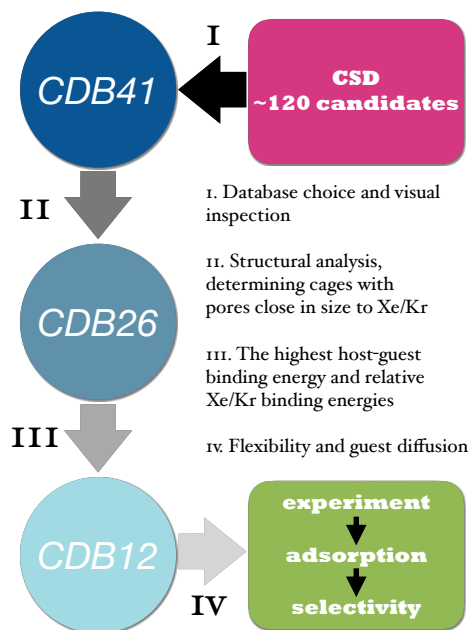 I
CDB41
CSD
~120 candidates
II
I. Database choice and visual
inspection
II. Structural analysis,
determining cages with
pores close in size to Xe/Kr
CDB26
III. The highest host-guest
binding energy and relative
Xe/Kr binding energies
III
IV. Flexibility and guest diffusion
CDB12
IV
experiment
adsorption
selectivity